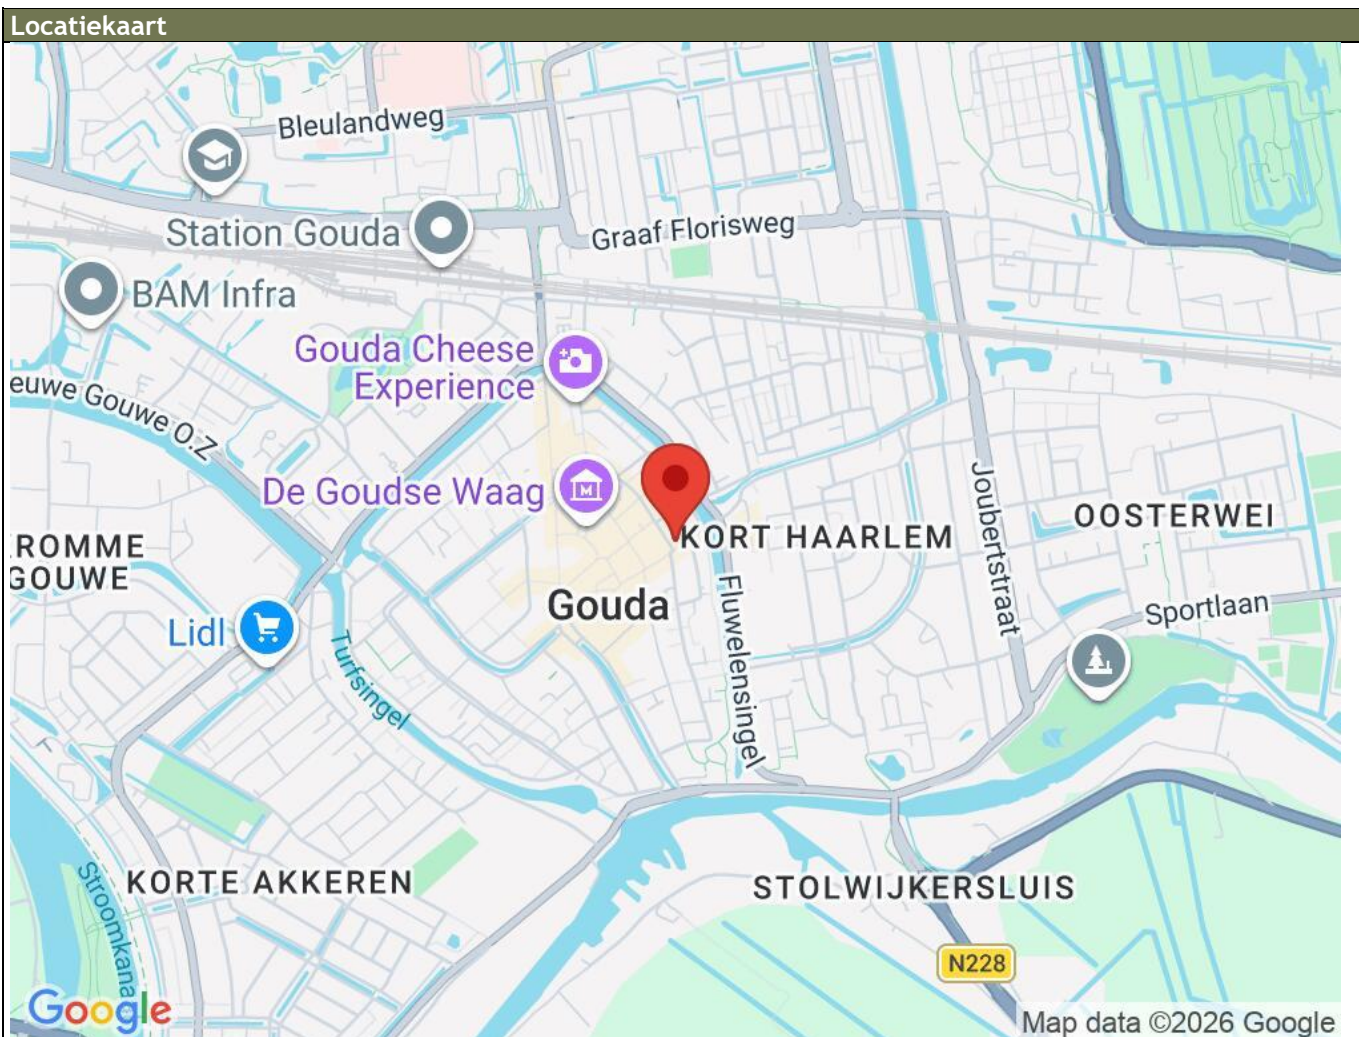 Locatiekaart
Bleulandweg
Station Gouda
Graaf Florisweg
BAM Infra
Gouda Cheese
Experience
euwe Gouwe O.Z
De Goudse Waag
M
Joubertstraat
OOSTERWEI
KORT HAARLEM
ROMME
GOUWE
Gouda
Fluwelensingel
Sportlaan
Lidl
Turfsingel
KORTE AKKEREN
STOLWIJKERSLUIS
Stroomkana
N228
Google
Map data ©2026 Google